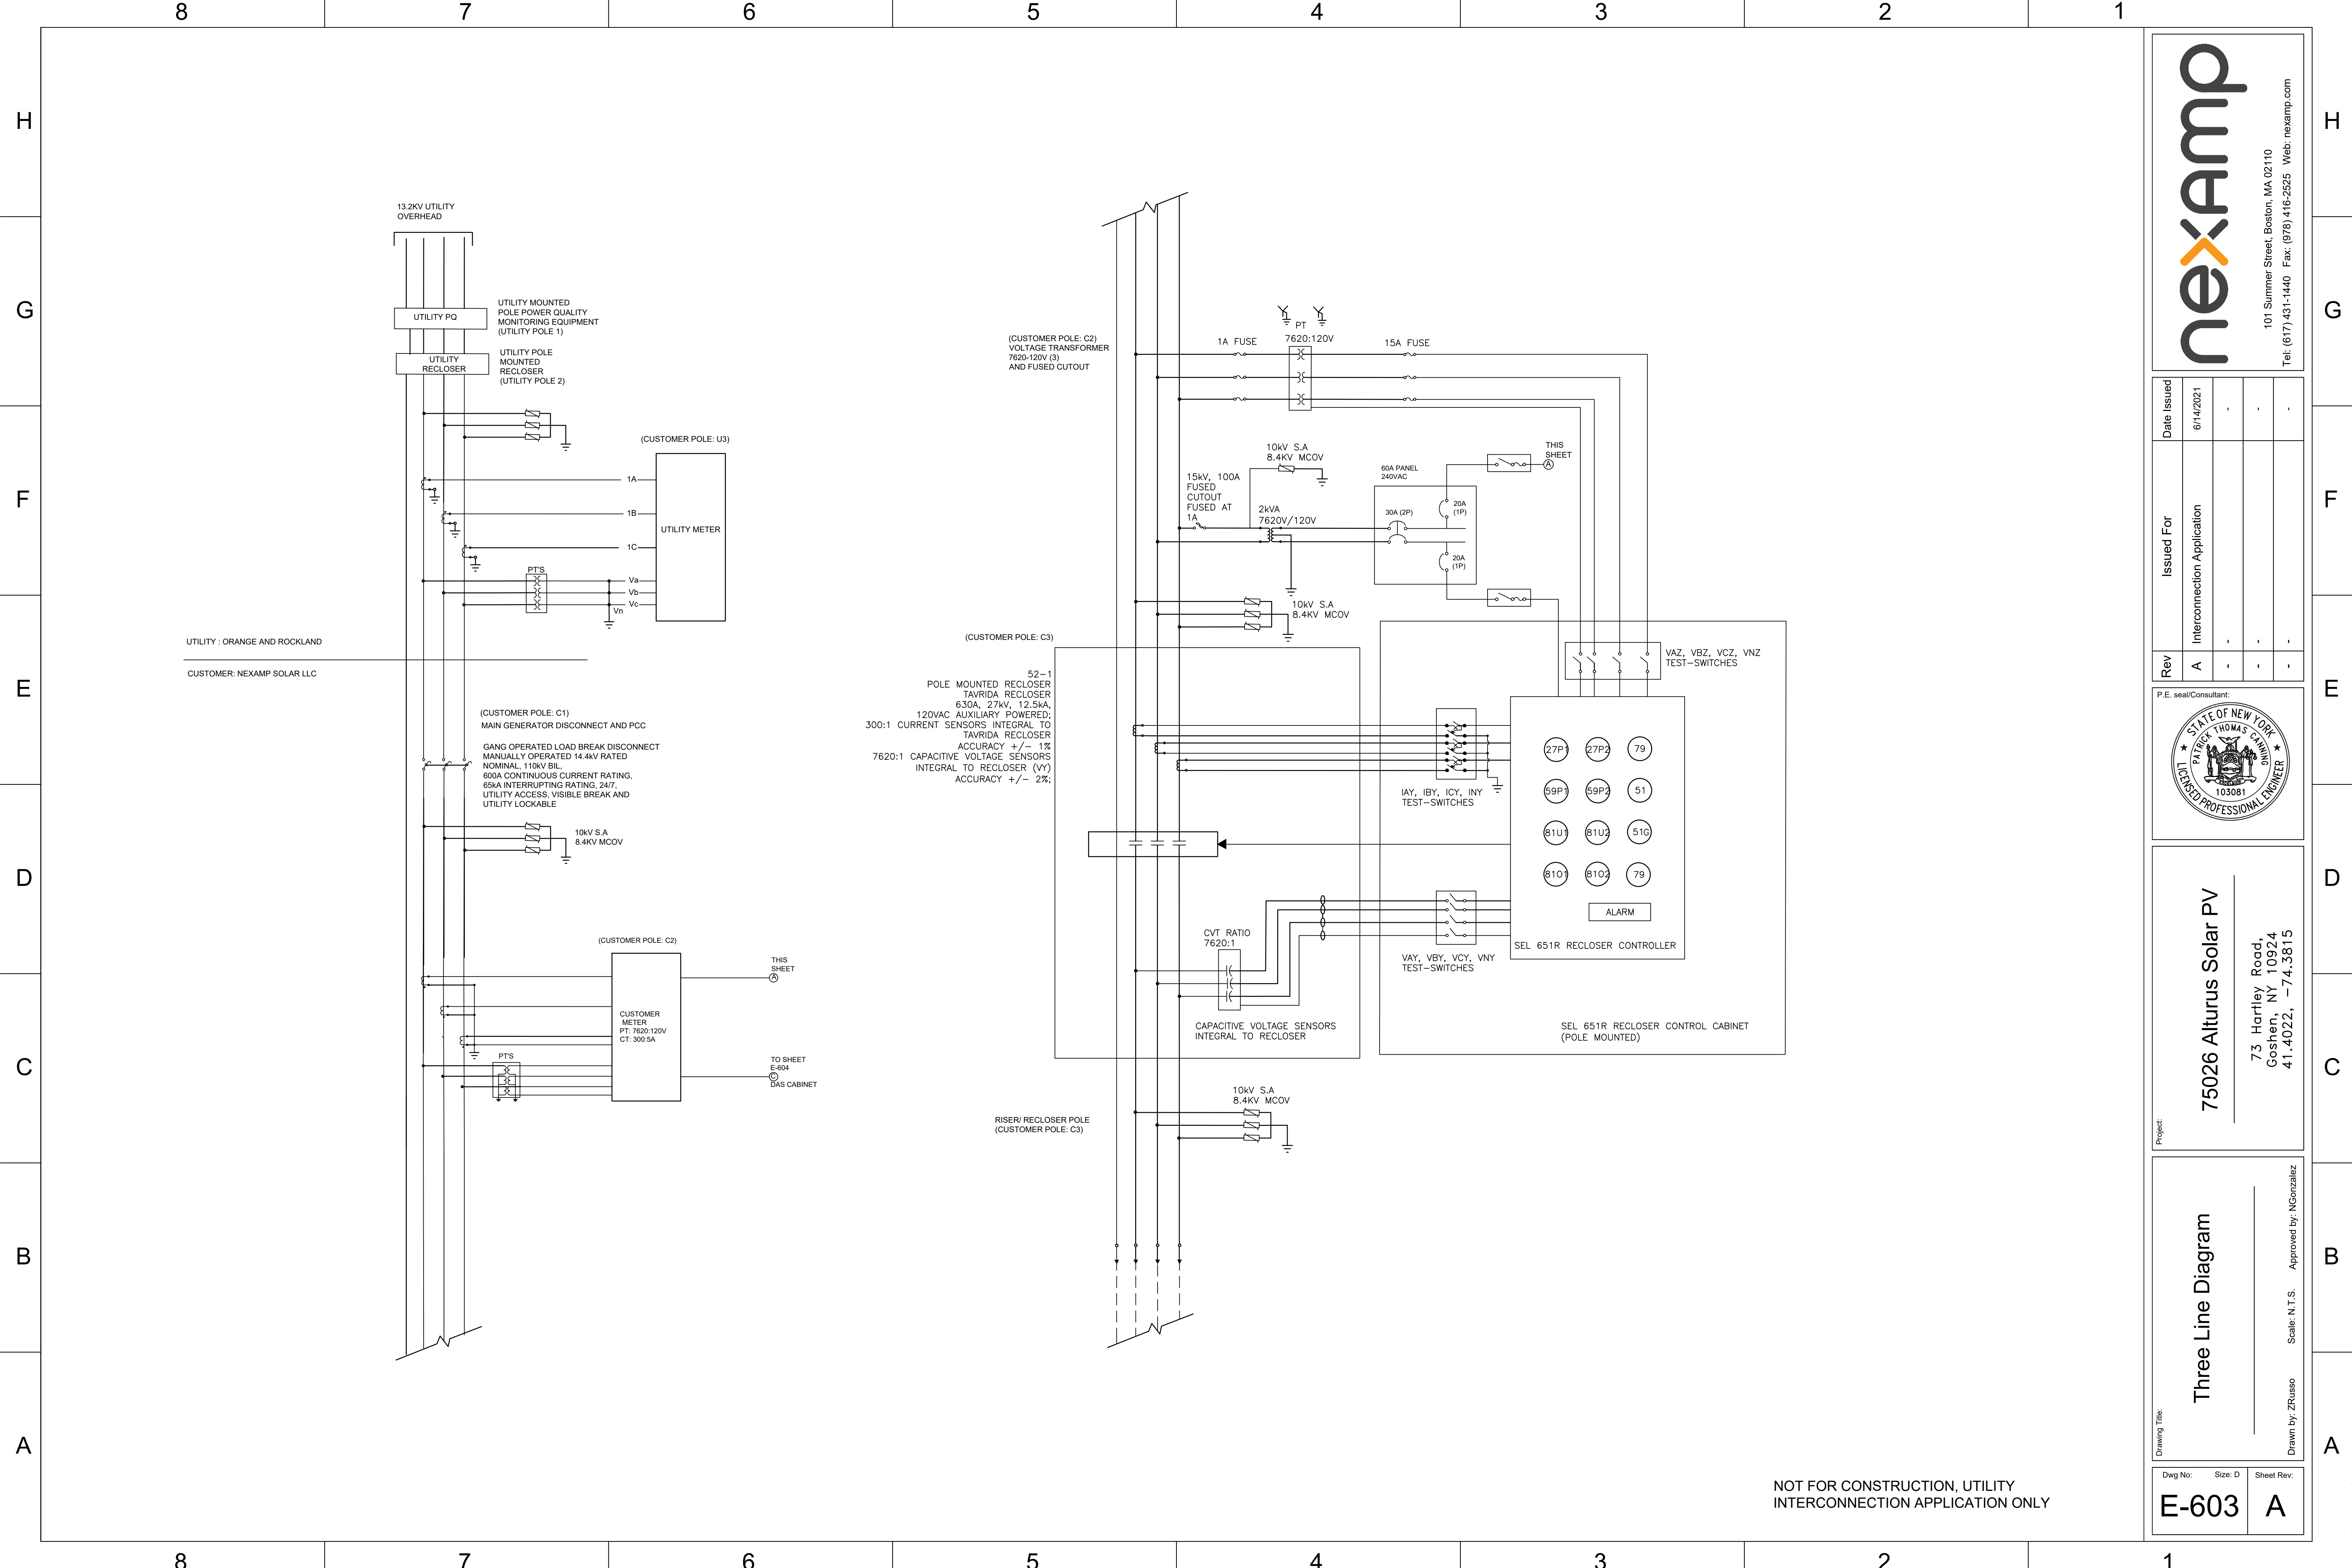 8 7 6 5 4 3 2 1
H
G
F
E
D
C
B
A
13.2KV UTILITY
OVERHEAD
UTILITY PQ
UTILITY MOUNTED
POLE POWER QUALITY
MONITORING EQUIPMENT
(UTILITY POLE 1)
UTILITY
RECLOSER
UTILITY POLE
MOUNTED
RECLOSER
(UTILITY POLE 2)
(CUSTOMER POLE: U3)
1A
1B
1C
UTILITY METER
PT'S
Va
Vb
Vc
Vn
UTILITY : ORANGE AND ROCKLAND
CUSTOMER: NEXAMP SOLAR LLC
(CUSTOMER POLE: C1)
MAIN GENERATOR DISCONNECT AND PCC
GANG OPERATED LOAD BREAK DISCONNECT
MANUALLY OPERATED 14.4kV RATED
NOMINAL, 110kV BIL,
600A CONTINUOUS CURRENT RATING,
65kA INTERRUPTING RATING, 24/7,
UTILITY ACCESS, VISIBLE BREAK AND
UTILITY LOCKABLE
10kV S.A
8.4KV MCOV
(CUSTOMER POLE: C2)
CUSTOMER
METER
PT: 7620:120V
CT: 300:5A
THIS
SHEET
A
PT'S
TO SHEET
E-604
C
DAS CABINET
(CUSTOMER POLE: C2)
VOLTAGE TRANSFORMER
7620-120V (3)
AND FUSED CUTOUT
1A FUSE
PT
7620:120V
15A FUSE
10kV S.A
8.4KV MCOV
15kV, 100A
FUSED
CUTOUT
FUSED AT
1A
2kVA
7620V/120V
60A PANEL
240VAC
30A (2P)
20A
(1P)
20A
(1P)
THIS
SHEET
A
10kV S.A
8.4KV MCOV
(CUSTOMER POLE: C3)
52-1
POLE MOUNTED RECLOSER
TAVRIDA RECLOSER
630A, 27kV, 12.5kA,
120VAC AUXILIARY POWERED;
300:1 CURRENT SENSORS INTEGRAL TO
TAVRIDA RECLOSER
ACCURACY +/- 1%
7620:1 CAPACITIVE VOLTAGE SENSORS
INTEGRAL TO RECLOSER (VY)
ACCURACY +/- 2%;
VAZ, VBZ, VCZ, VNZ
TEST-SWITCHES
IAY, IBY, ICY, INY
TEST-SWITCHES
27P1 27P2 79
59P1 59P2 51
81U1 81U2 51G
81O1 81O2 79
ALARM
SEL 651R RECLOSER CONTROLLER
CVT RATIO
7620:1
VAY, VBY, VCY, VNY
TEST-SWITCHES
CAPACITIVE VOLTAGE SENSORS
INTEGRAL TO RECLOSER
SEL 651R RECLOSER CONTROL CABINET
(POLE MOUNTED)
10kV S.A
8.4KV MCOV
RISER/ RECLOSER POLE
(CUSTOMER POLE: C3)
NOT FOR CONSTRUCTION, UTILITY
INTERCONNECTION APPLICATION ONLY
nexamp
101 Summer Street, Boston, MA 02110
Tel: (617) 431-1440 Fax: (978) 416-2525 Web: nexamp.com
Rev Issued For Date Issued
A Interconnection Application 6/14/2021
- - -
- - -
- - -
P.E. seal/Consultant:
STATE OF NEW YORK
PATRICK THOMAS CANNING
103081
LICENSED PROFESSIONAL ENGINEER
Project:
75026 Alturus Solar PV
73 Hartley Road,
Goshen, NY 10924
41.4022, -74.3815
Drawing Title:
Three Line Diagram
Drawn by: ZRusso Scale: N.T.S. Approved by: NGonzalez
Dwg No: Size: D Sheet Rev:
E-603 A
H
G
F
E
D
C
B
A
8 7 6 5 4 3 2 1